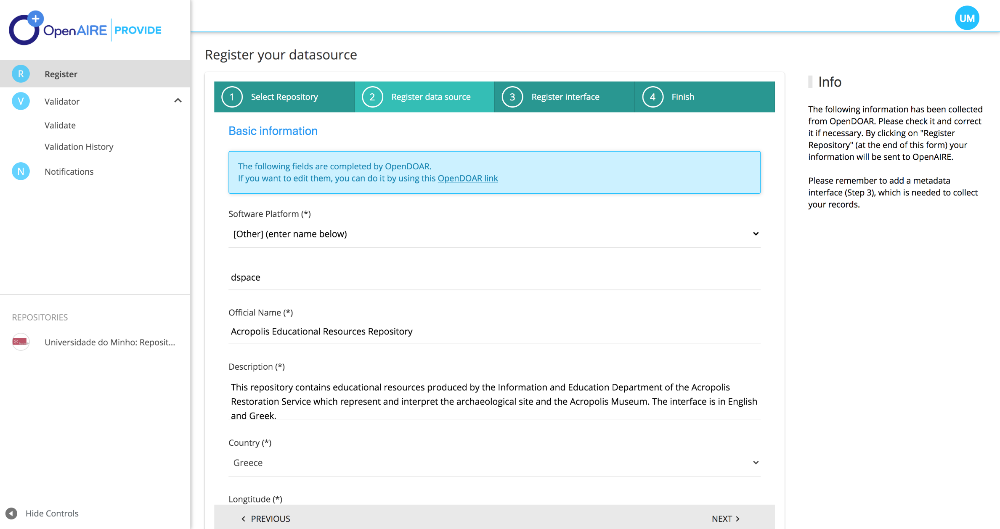 OpenAIRE PROVIDE
UM
R Register
V Validator
Validate
Validation History
N Notifications
REPOSITORIES
Universidade do Minho: Reposit...
Hide Controls
Register your datasource
1 Select Repository
2 Register data source
3 Register interface
4 Finish
Basic information
The following fields are completed by OpenDOAR.
If you want to edit them, you can do it by using this OpenDOAR link
Software Platform (*)
[Other] (enter name below)
dspace
Official Name (*)
Acropolis Educational Resources Repository
Description (*)
This repository contains educational resources produced by the Information and Education Department of the Acropolis
Restoration Service which represent and interpret the archaeological site and the Acropolis Museum. The interface is in English
and Greek.
Country (*)
Greece
Longtitude (*)
PREVIOUS
NEXT
Info
The following information has been collected
from OpenDOAR. Please check it and correct
it if necessary. By clicking on "Register
Repository" (at the end of this form) your
information will be sent to OpenAIRE.
Please remember to add a metadata
interface (Step 3), which is needed to collect
your records.